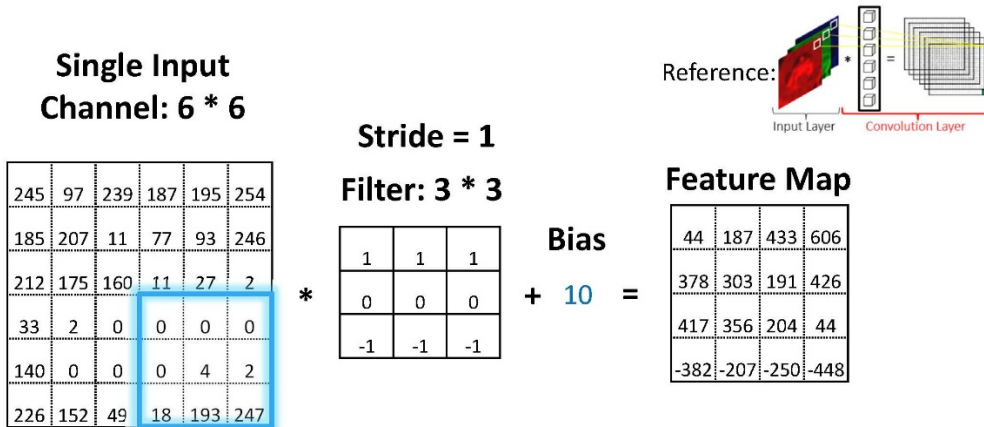 Single Input
Channel: 6 * 6
Reference:
*
=
Input Layer
Convolution Layer
Stride = 1
Filter: 3 * 3
Feature Map
Bias
245 97 239 187 195 254
185 207 11 77 93 246
212 175 160 11 27 2
33 2 0 0 0 0
140 0 0 0 4 2
226 152 49 18 193 247
*
1 1 1
0 0 0
-1 -1 -1
+ 10 =
44 187 433 606
378 303 191 426
417 356 204 44
-382 -207 -250 -448